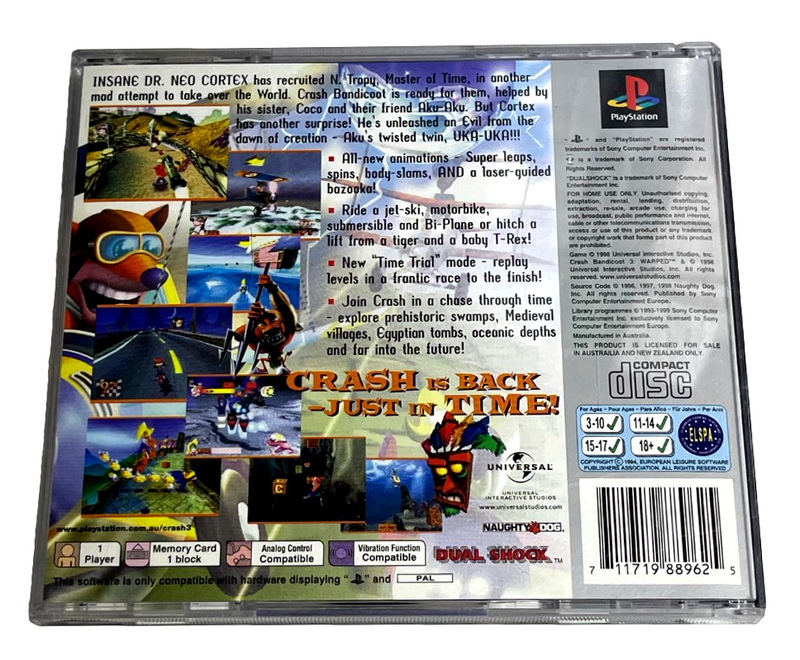 INSANE DR. NEO CORTEX has recruited N. Tropy, Master of Time, in another
mad attempt to take over the World. Crash Bandicoot is ready for them, helped by
his sister, Coco and their friend Aku-Aku. But Cortex
has another surprise! He's unleashed an Evil from the
dawn of creation - Aku's twisted twin, UKA-UKA!!!
All-new animations - Super leaps,
spins, body-slams, AND a laser-guided
bazooka!
Ride a jet-ski, motorbike,
submersible and Bi-Plane or hitch a
lift from a tiger and a baby T-Rex!
New "Time Trial" mode - replay
levels in a frantic race to the finish!
Join Crash in a chase through time
- explore prehistoric swamps, Medieval
villages, Egyptian tombs, oceanic depths
and far into the future!
CRASH IS BACK
-JUST IN TIME!
UNIVERSAL
UNIVERSAL
INTERACTIVE STUDIOS
www.universalstudios.com
NAUGHTY DOG.
www.playstation.com.au/crash3
1
Player
Memory Card
1 block
Analog Control
Compatible
Vibration Function
Compatible
DUAL SHOCK™
This software is only compatible with hardware displaying "PS" and PAL
PlayStation
"PS" and "PlayStation" are registered
trademarks of Sony Computer Entertainment Inc.
is a trademark of Sony Corporation. All
Rights Reserved.
"DUALSHOCK" is a trademark of Sony Computer
Entertainment Inc.
FOR HOME USE ONLY. Unauthorised copying,
adaptation, rental, lending, distribution,
extraction, re-sale, arcade use, charging for
use, broadcast, public performance and internet,
cable or other telecommunications transmission,
access or use of this product or any trademark
or copyright work that forms part of this product
are prohibited.
Game © 1998 Universal Interactive Studios, Inc.
Crash Bandicoot 3: WARPED™ & © 1998
Universal Interactive Studios, Inc. All rights
reserved. www.universalstudios.com
Source Code © 1996, 1997, 1998 Naughty Dog,
Inc. All rights reserved. Published by Sony
Computer Entertainment Europe.
Library programmes © 1993-1999 Sony Computer
Entertainment Inc. exclusively licensed to Sony
Computer Entertainment Europe.
Manufactured in Australia.
THIS PRODUCT IS LICENSED FOR SALE
IN AUSTRAILIA AND NEW ZEALAND ONLY
COMPACT
disc
For Ages - Pour Ages - Para Años - Für Jahre - Per Anni
3-10 11-14
15-17 18+
ELSPA
COPYRIGHT © 1994, EUROPEAN LEISURE SOFTWARE
PUBLISHERS ASSOCIATION. ALL RIGHTS RESERVED
7 11719 88962 5